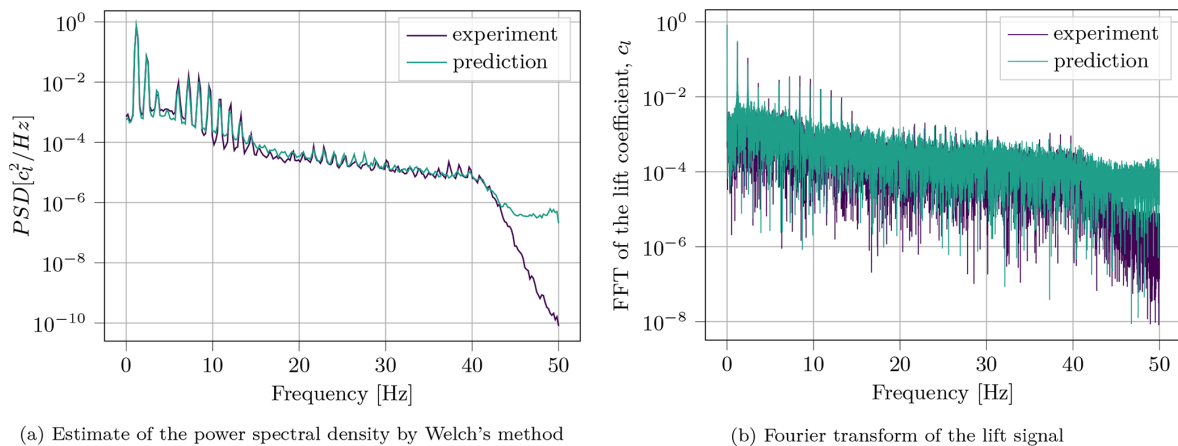 experiment
prediction
10^0
10^{-2}
10^{-4}
10^{-6}
10^{-8}
10^{-10}
PSD[c_l^2/Hz]
0 10 20 30 40 50
Frequency [Hz]
(a) Estimate of the power spectral density by Welch's method
experiment
prediction
10^0
10^{-2}
10^{-4}
10^{-6}
10^{-8}
FFT of the lift coefficient, c_l
0 10 20 30 40 50
Frequency [Hz]
(b) Fourier transform of the lift signal